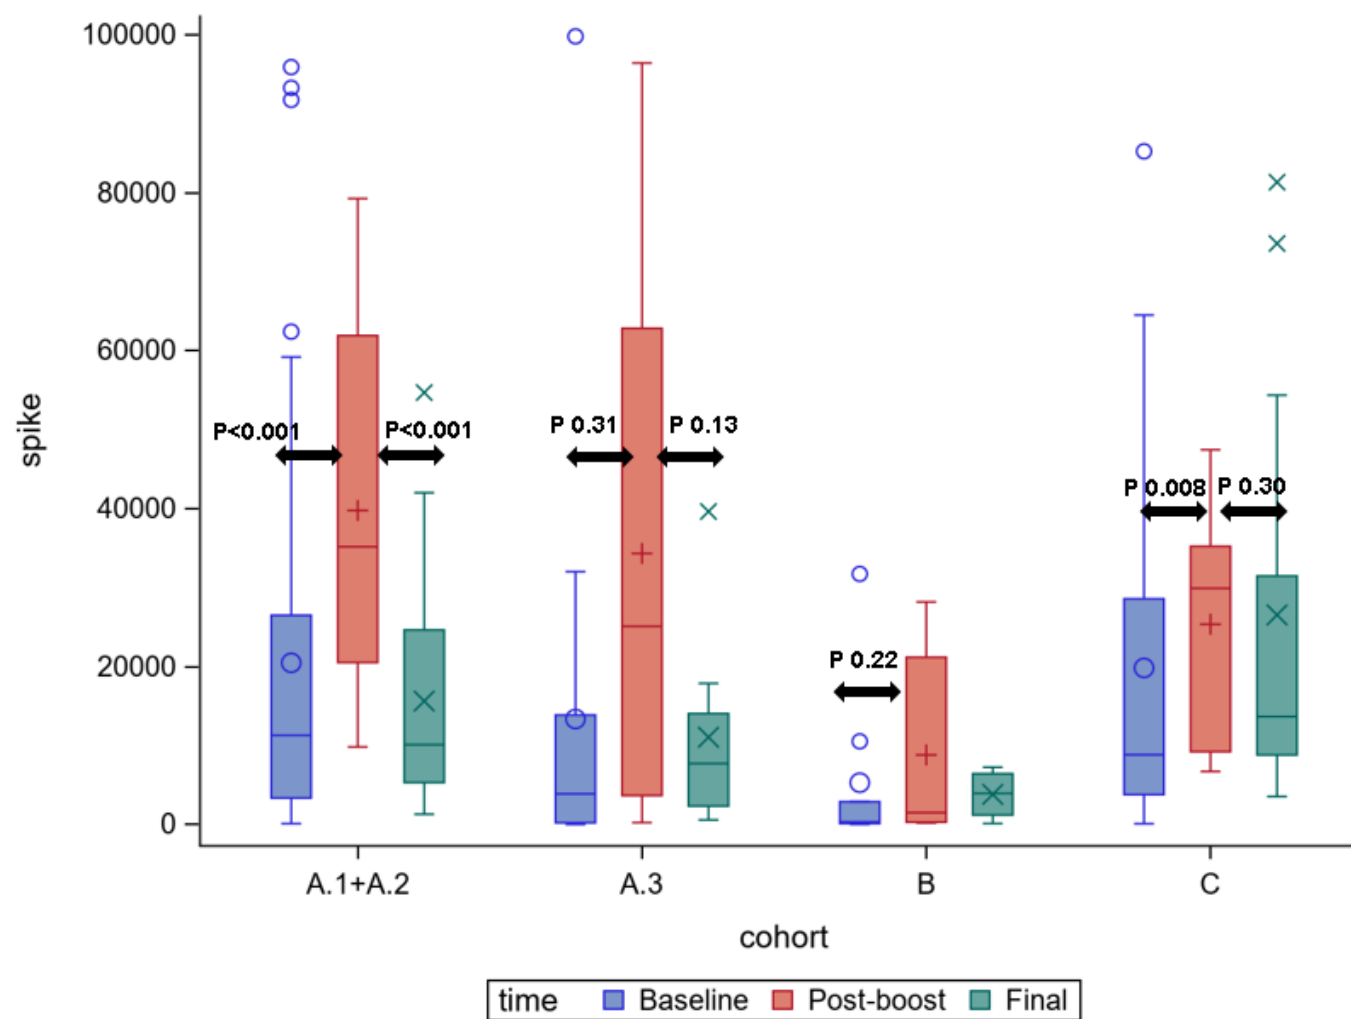 100000
80000
60000
40000
20000
0
spike
P<0.001
P<0.001
P 0.31
P 0.13
P 0.22
P 0.008
P 0.30
A.1+A.2
A.3
B
C
cohort
time Baseline Post-boost Final